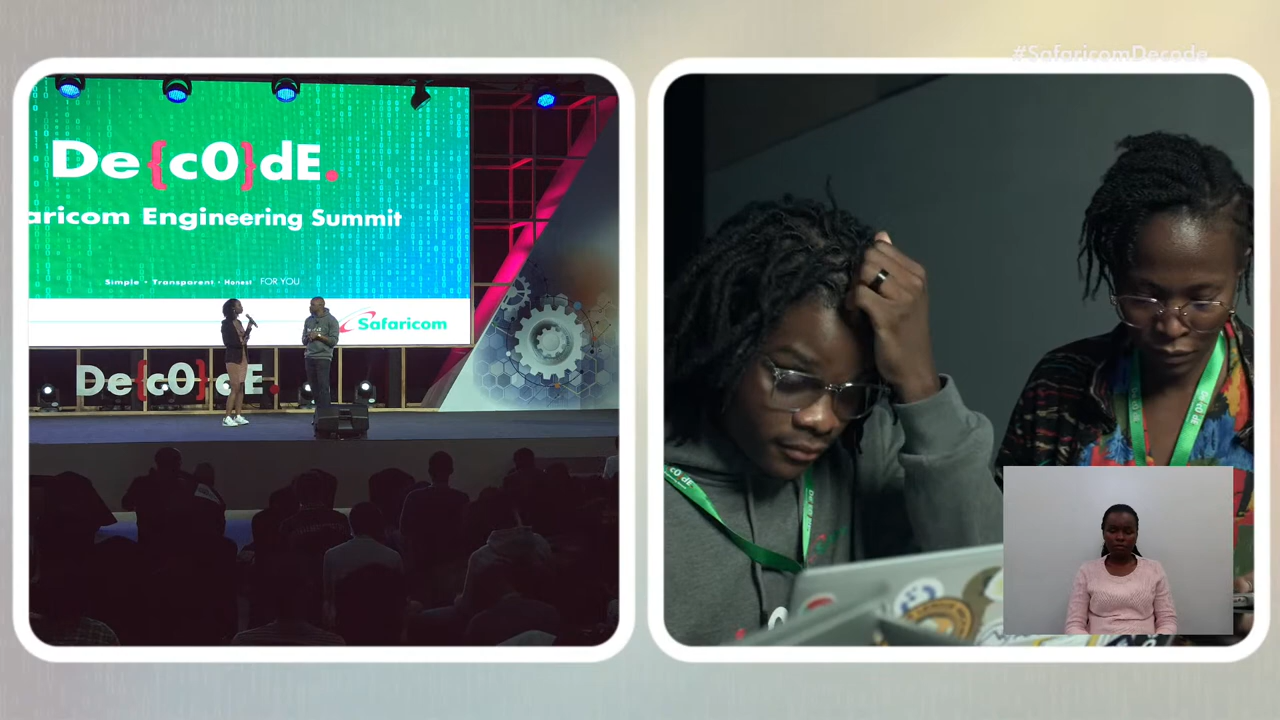 #SafaricomDecode
De{c0}dE.
aricom Engineering Summit
Simple • Transparent • Honest FOR YOU
Safaricom
De{c0}dE.